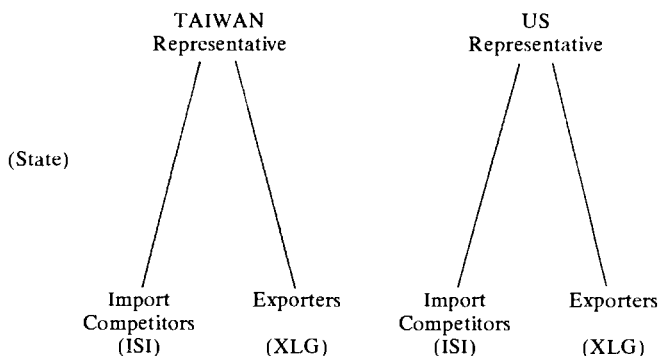 TAIWAN
Representative
US
Representative
(State)
Import
Competitors
(ISI)
Exporters
(XLG)
Import
Competitors
(ISI)
Exporters
(XLG)